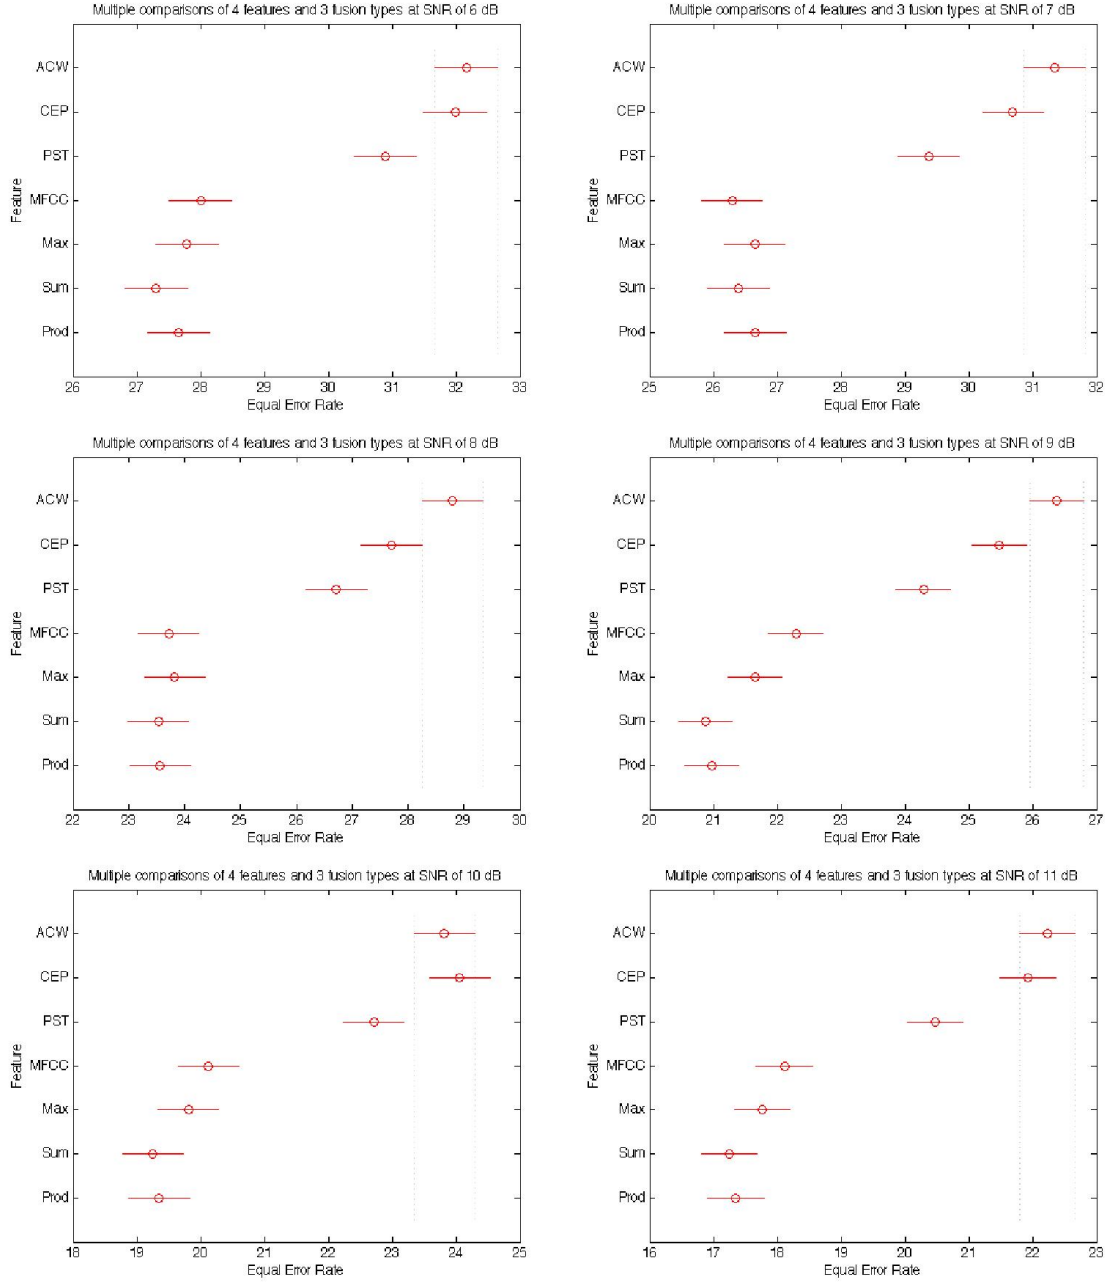 Multiple comparisons of 4 features and 3 fusion types at SNR of 6 dB
ACW
CEP
PST
MFCC
Max
Sum
Prod
Feature
26 27 28 29 30 31 32 33
Equal Error Rate
Multiple comparisons of 4 features and 3 fusion types at SNR of 7 dB
ACW
CEP
PST
MFCC
Max
Sum
Prod
Feature
25 26 27 28 29 30 31 32
Equal Error Rate
Multiple comparisons of 4 features and 3 fusion types at SNR of 8 dB
ACW
CEP
PST
MFCC
Max
Sum
Prod
Feature
22 23 24 25 26 27 28 29 30
Equal Error Rate
Multiple comparisons of 4 features and 3 fusion types at SNR of 9 dB
ACW
CEP
PST
MFCC
Max
Sum
Prod
Feature
20 21 22 23 24 25 26 27
Equal Error Rate
Multiple comparisons of 4 features and 3 fusion types at SNR of 10 dB
ACW
CEP
PST
MFCC
Max
Sum
Prod
Feature
18 19 20 21 22 23 24 25
Equal Error Rate
Multiple comparisons of 4 features and 3 fusion types at SNR of 11 dB
ACW
CEP
PST
MFCC
Max
Sum
Prod
Feature
16 17 18 19 20 21 22 23
Equal Error Rate